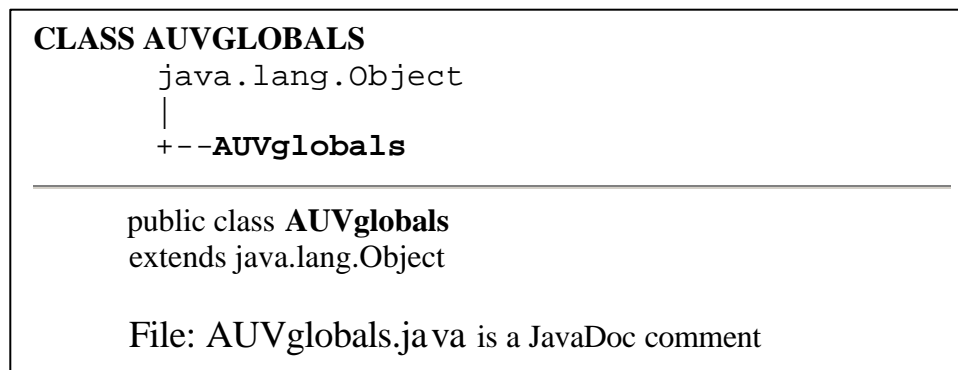 CLASS AUVGLOBALS
java.lang.Object
|
+--AUVglobals
public class AUVglobals
extends java.lang.Object
File: AUVglobals.java is a JavaDoc comment